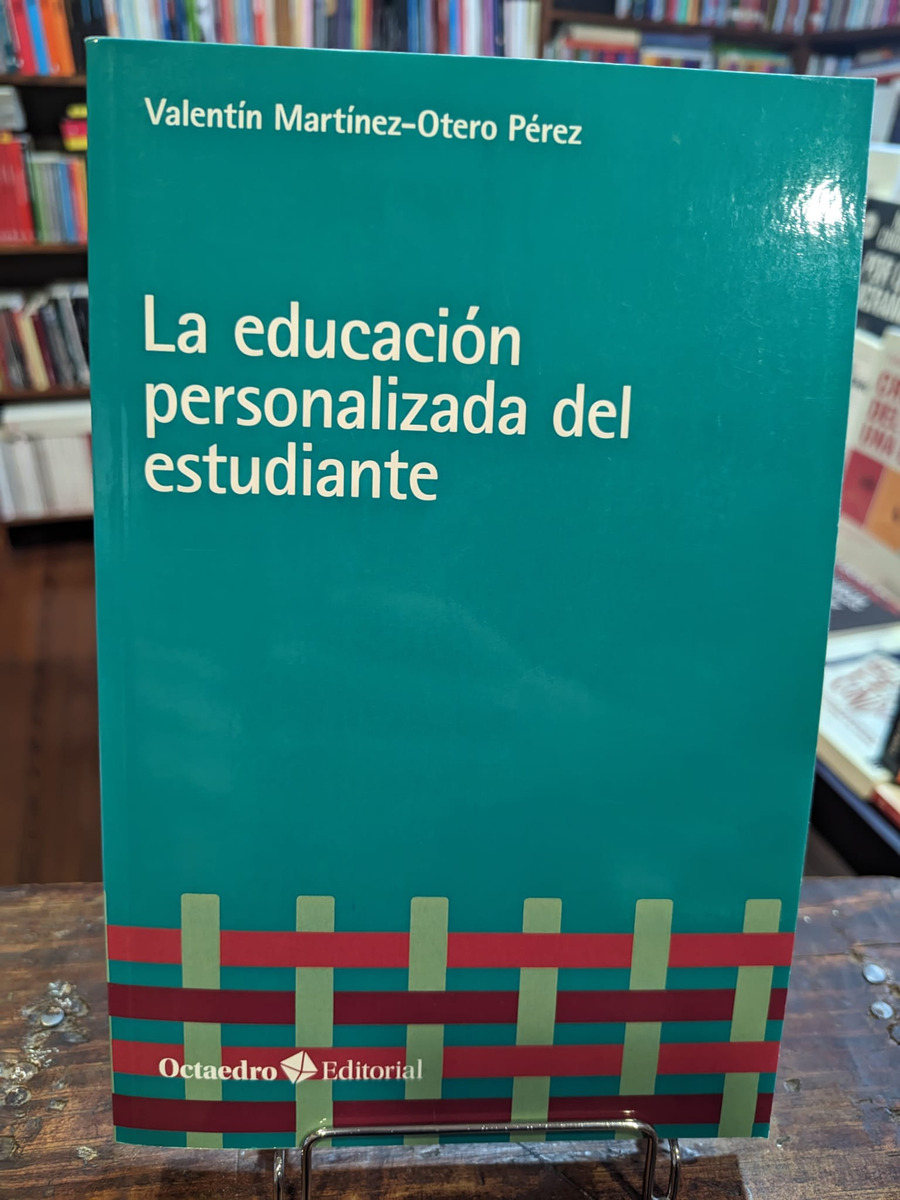 Valentín Martínez-Otero Pérez
La educación
personalizada del
estudiante
Octaedro Editorial